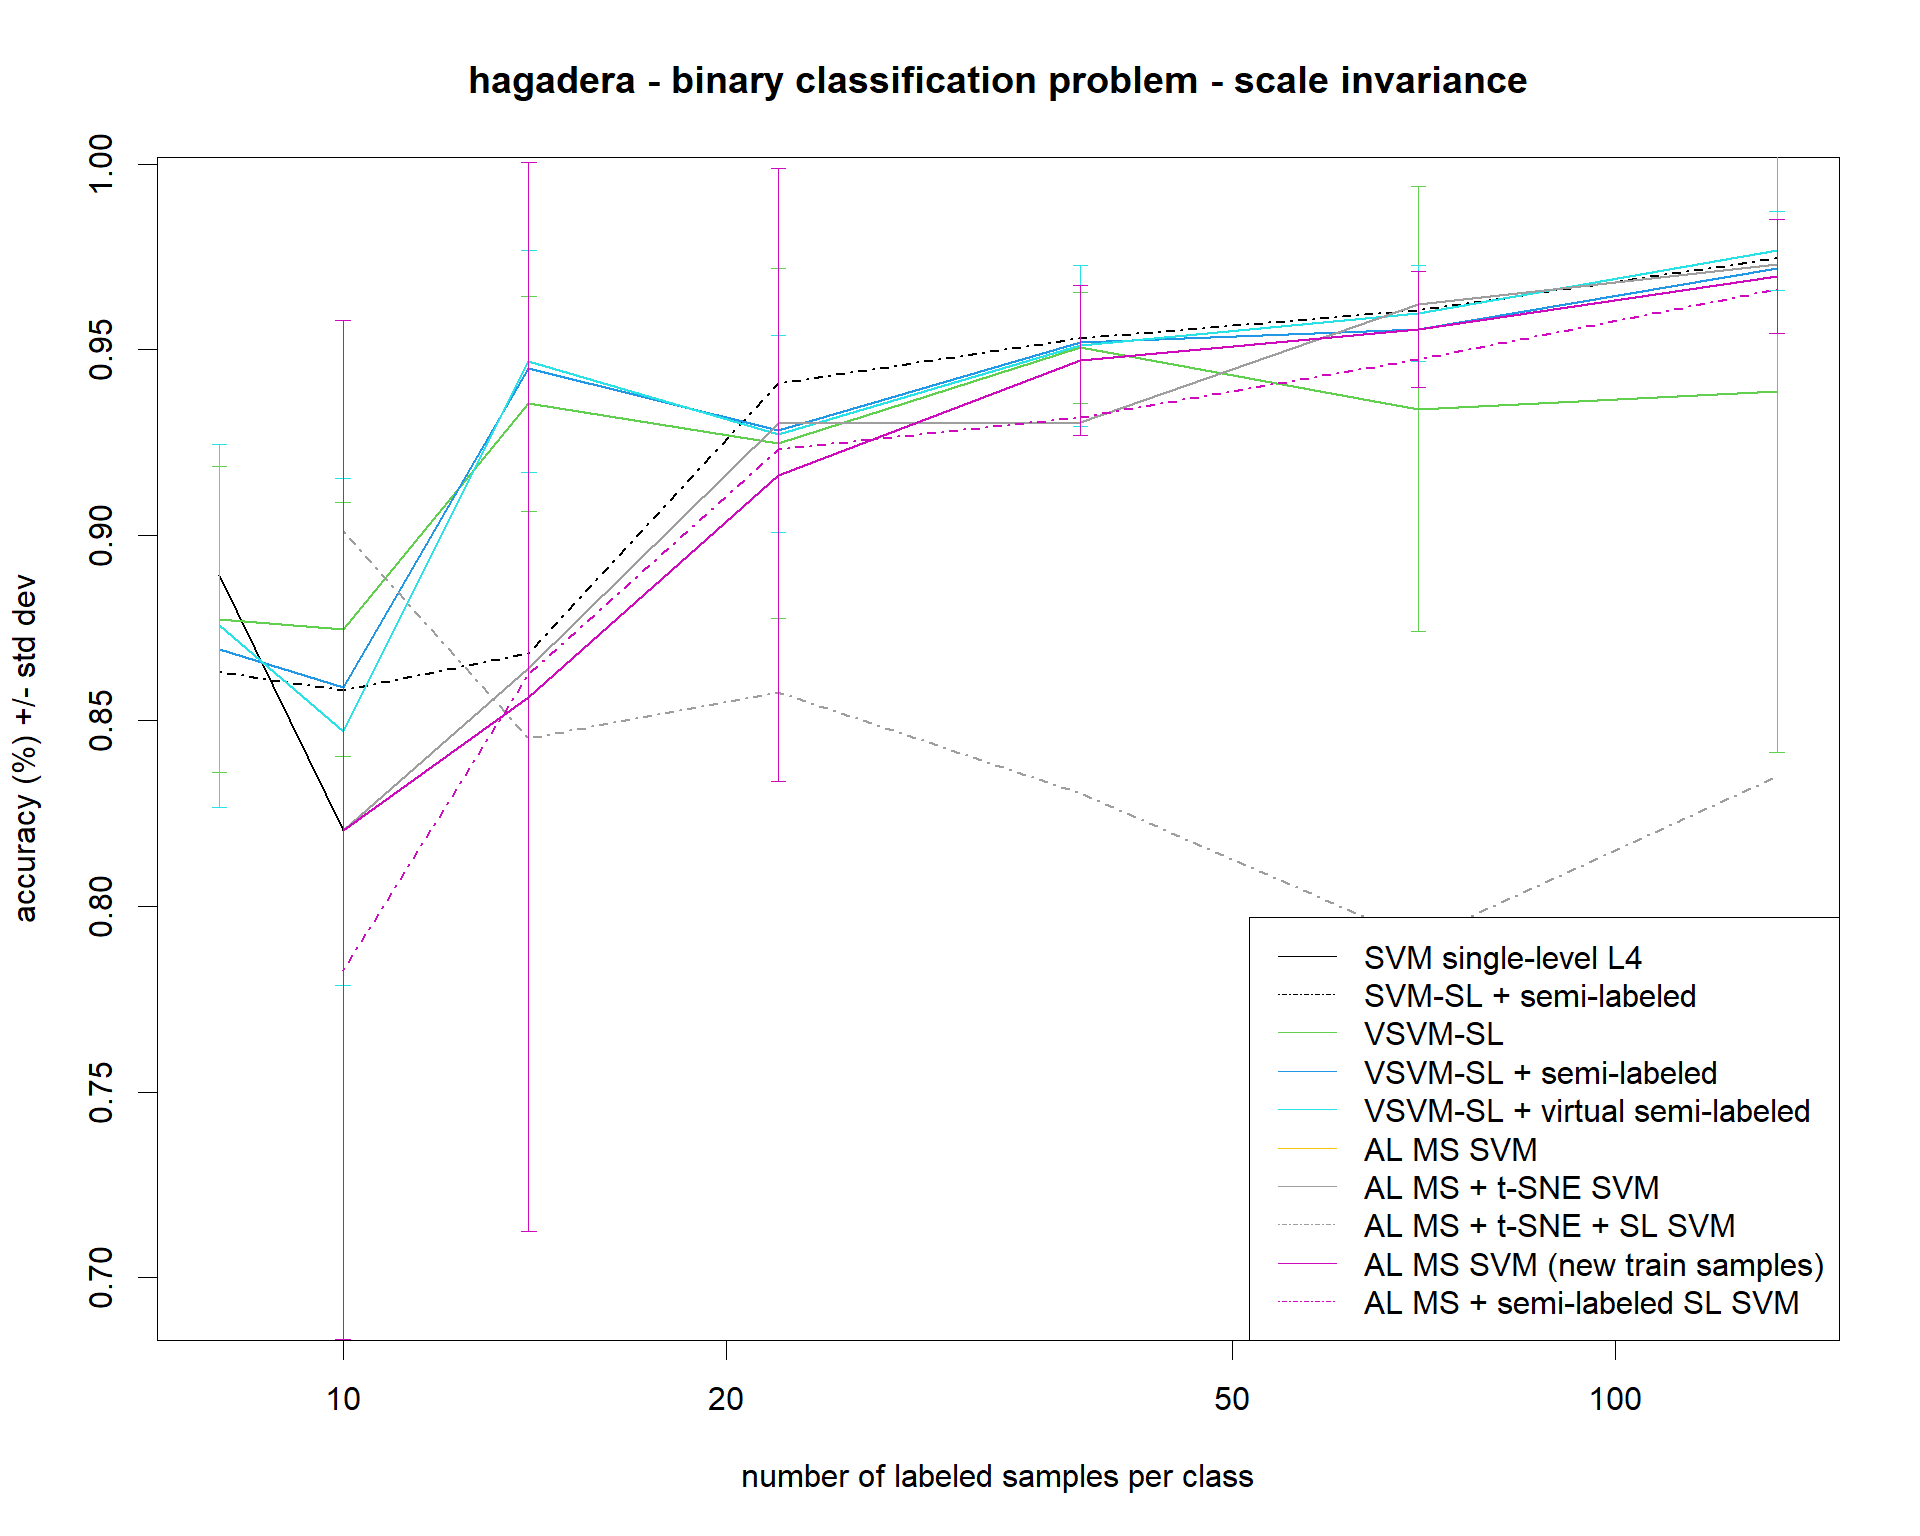 hagadera - binary classification problem - scale invariance
accuracy (%) +/- std dev
1.00
0.95
0.90
0.85
0.80
0.75
0.70
SVM single-level L4
SVM-SL + semi-labeled
VSVM-SL
VSVM-SL + semi-labeled
VSVM-SL + virtual semi-labeled
AL MS SVM
AL MS + t-SNE SVM
AL MS + t-SNE + SL SVM
AL MS SVM (new train samples)
AL MS + semi-labeled SL SVM
10 20 50 100
number of labeled samples per class